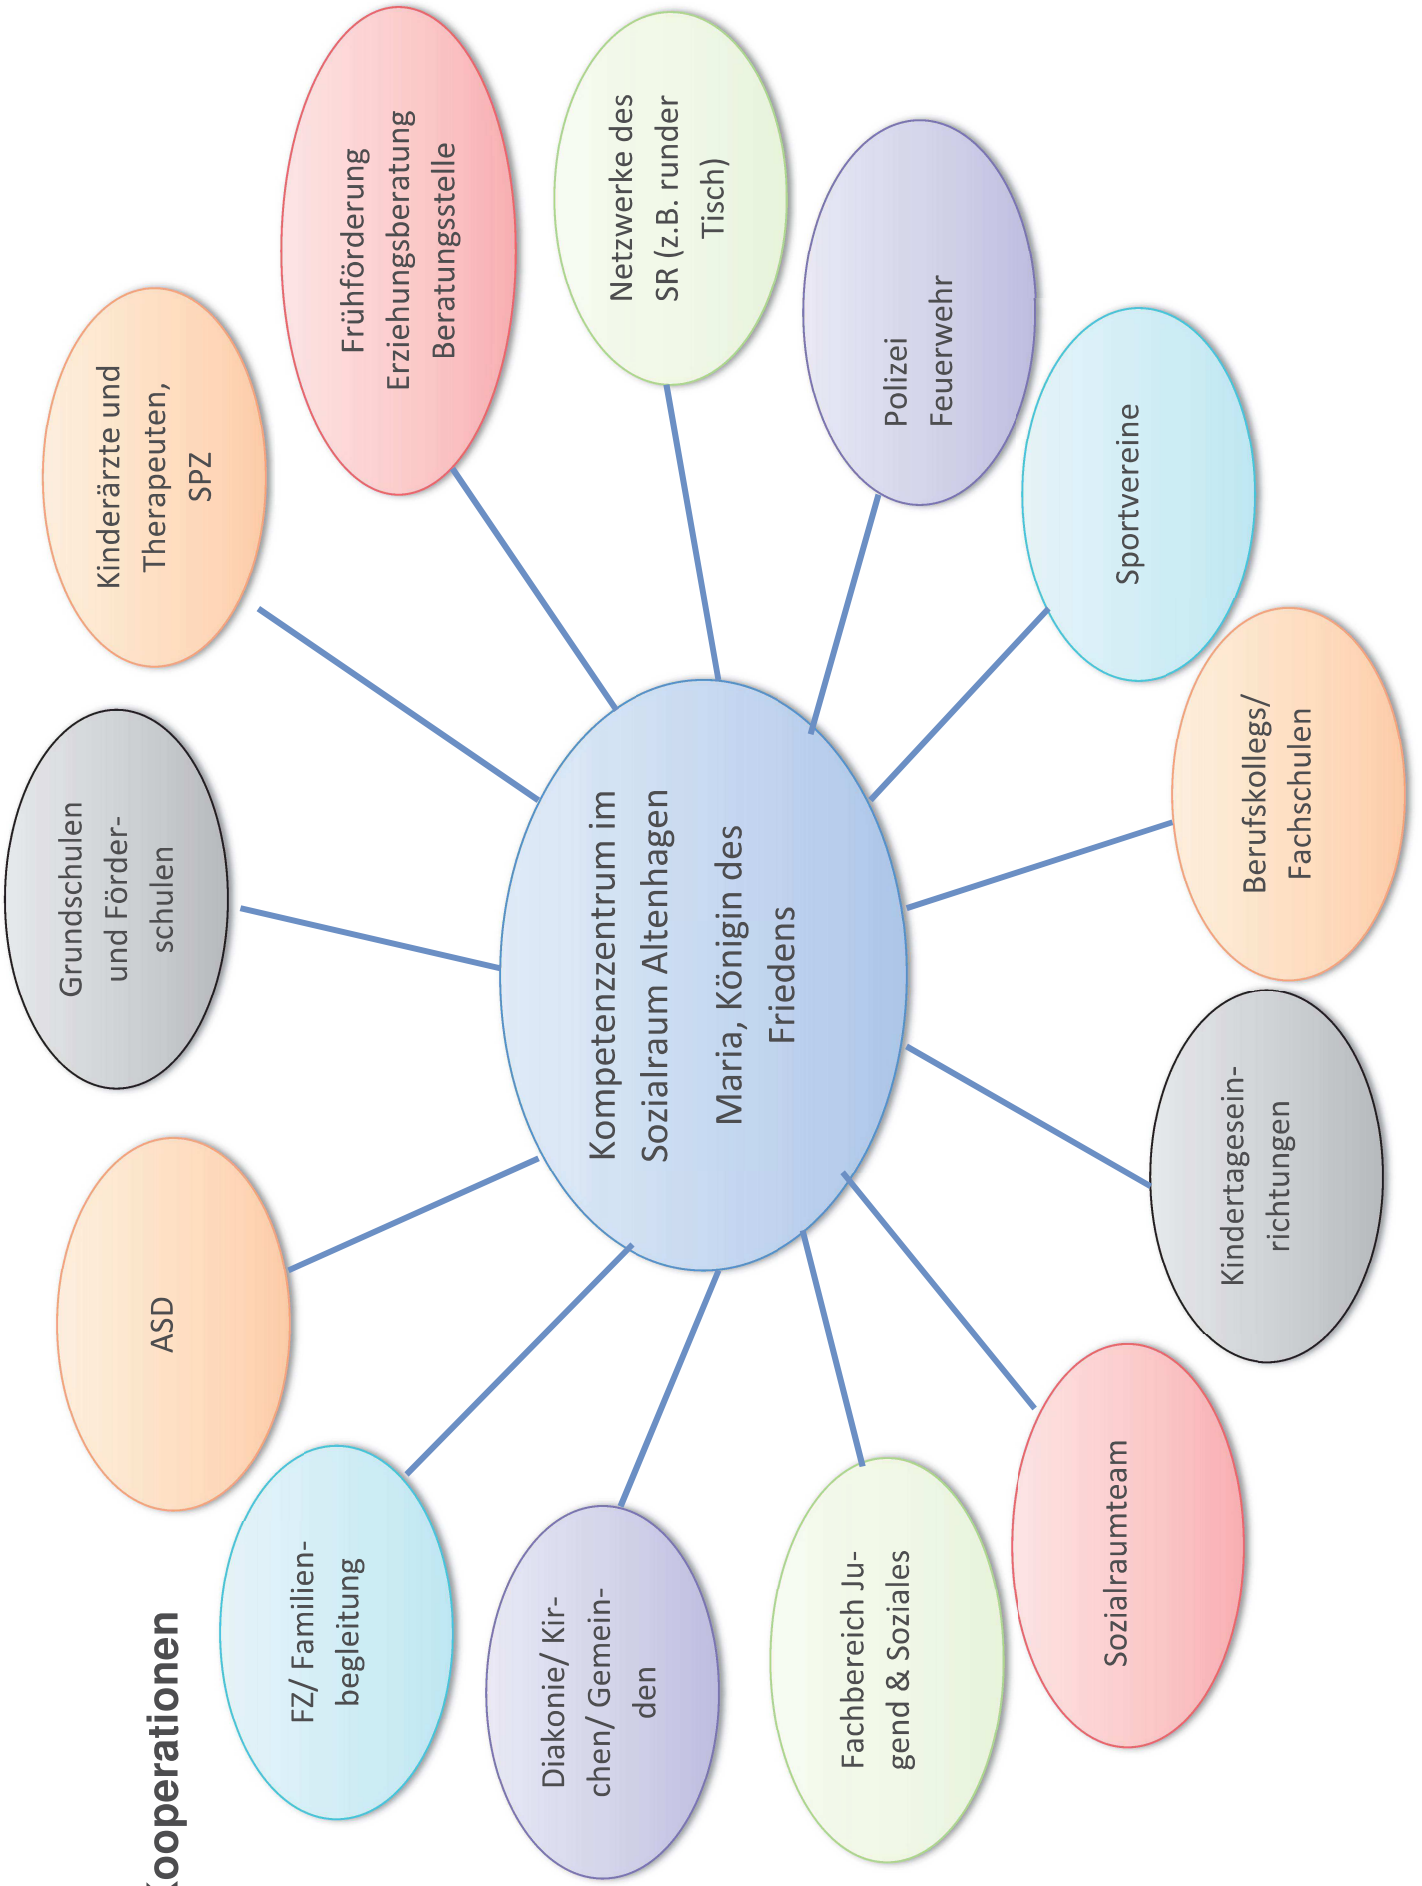 Kooperationen
ASD
Grundschulen
und Förder-
schulen
Kinderärzte und
Therapeuten,
SPZ
FZ/ Familien-
begleitung
Frühförderung
Erziehungsberatung
Beratungsstelle
Diakonie/ Kir-
chen/ Gemein-
den
Kompetenzzentrum im
Sozialraum Altenhagen
Maria, Königin des
Friedens
Netzwerke des
SR (z.B. runder
Tisch)
Fachbereich Ju-
gend & Soziales
Polizei
Feuerwehr
Sozialraumteam
Sportvereine
Kindertagesein-
richtungen
Berufskollegs/
Fachschulen